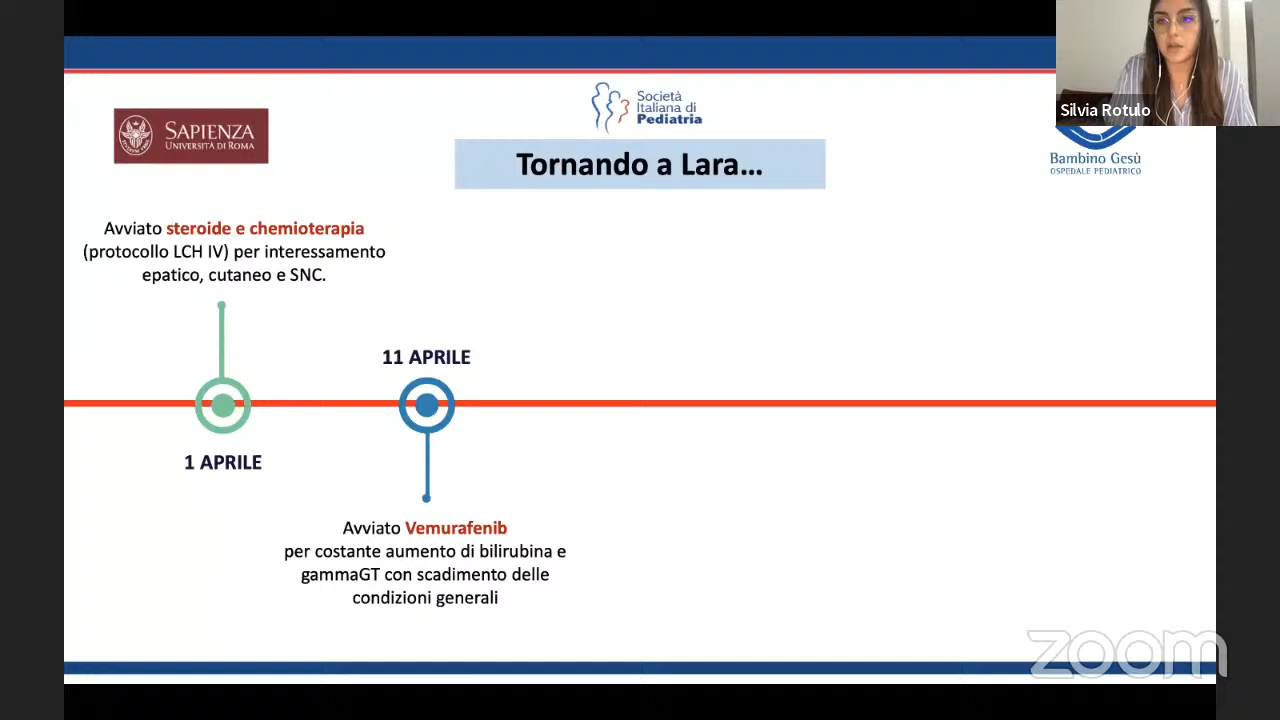 Silvia Rotulo
SAPIENZA
UNIVERSITÀ DI ROMA
Società
Italiana di
Pediatria
Bambino Gesù
OSPEDALE PEDIATRICO
Tornando a Lara...
Avviato steroide e chemioterapia
(protocollo LCH IV) per interessamento
epatico, cutaneo e SNC.
11 APRILE
1 APRILE
Avviato Vemurafenib
per costante aumento di bilirubina e
gammaGT con scadimento delle
condizioni generali
zoom